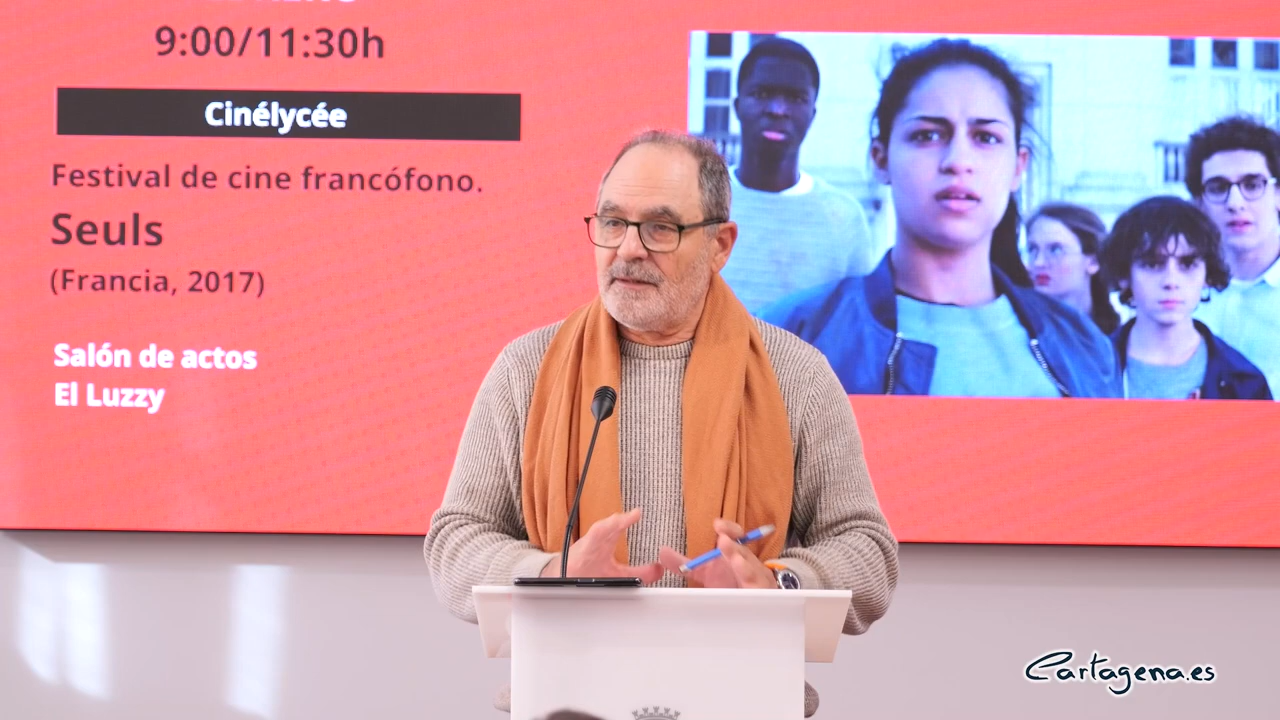 9:00/11:30h
Cinélycée
Festival de cine francófono.
Seuls
(Francia, 2017)
Salón de actos
El Luzzy
Cartagena.es